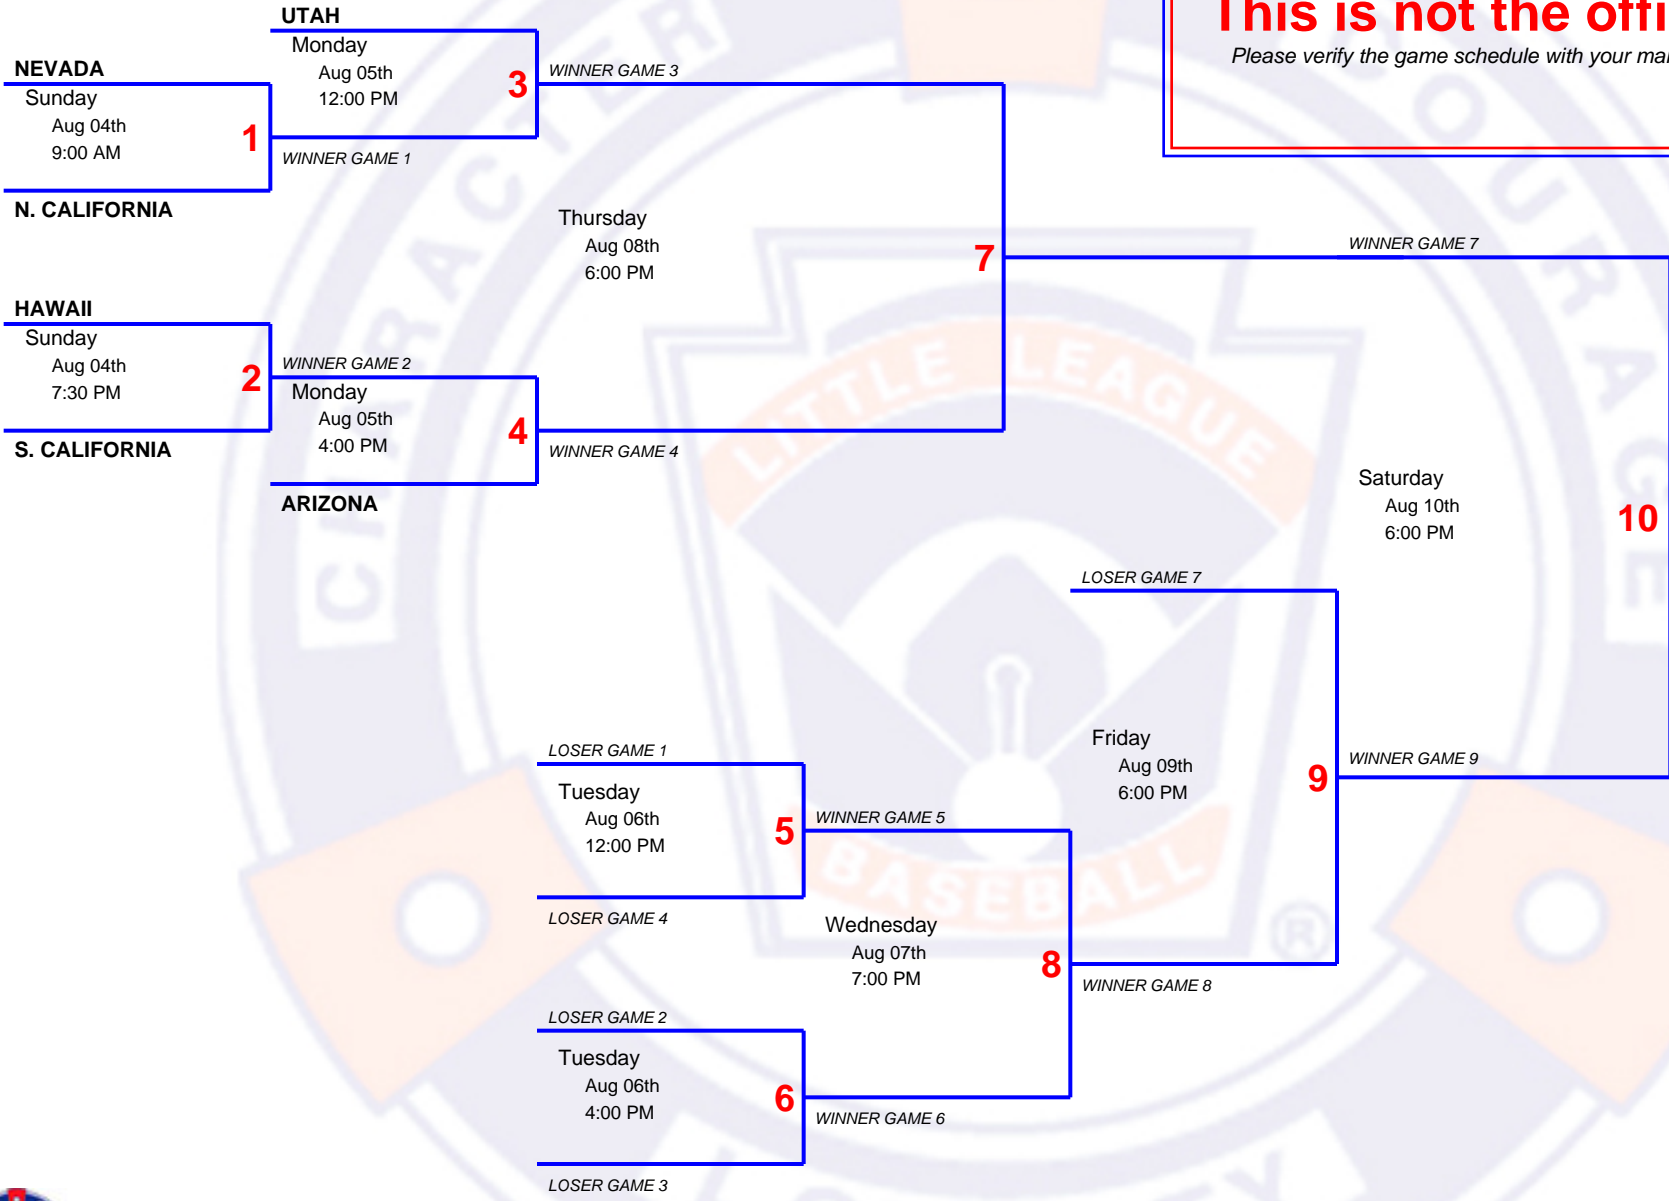 UTAH
Monday
Aug 05th
12:00 PM
3
WINNER GAME 3
This is not the
Please verify the game schedule with your
NEVADA
Sunday
Aug 04th
9:00 AM
1
WINNER GAME 1
N. CALIFORNIA
Thursday
Aug 08th
6:00 PM
7
WINNER GAME 7
HAWAII
Sunday
Aug 04th
7:30 PM
2
WINNER GAME 2
Monday
Aug 05th
4:00 PM
4
WINNER GAME 4
S. CALIFORNIA
ARIZONA
Saturday
Aug 10th
6:00 PM
10
LOSER GAME 7
Friday
Aug 09th
6:00 PM
9
WINNER GAME 9
LOSER GAME 1
Tuesday
Aug 06th
12:00 PM
5
WINNER GAME 5
LOSER GAME 4
Wednesday
Aug 07th
7:00 PM
8
WINNER GAME 8
LOSER GAME 2
Tuesday
Aug 06th
4:00 PM
6
WINNER GAME 6
LOSER GAME 3
CHARACTER
COURAGE
LITTLE LEAGUE
BASEBALL
®